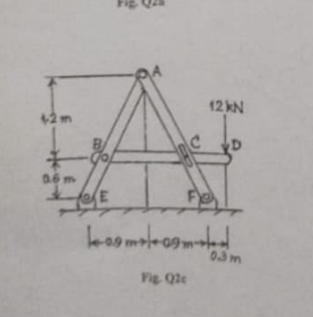 Fig. Q2a
A
12 kN
1.2 m
B
C
D
0.6 m
E
F
0.9 m
0.9 m
0.3 m
Fig. Q2c